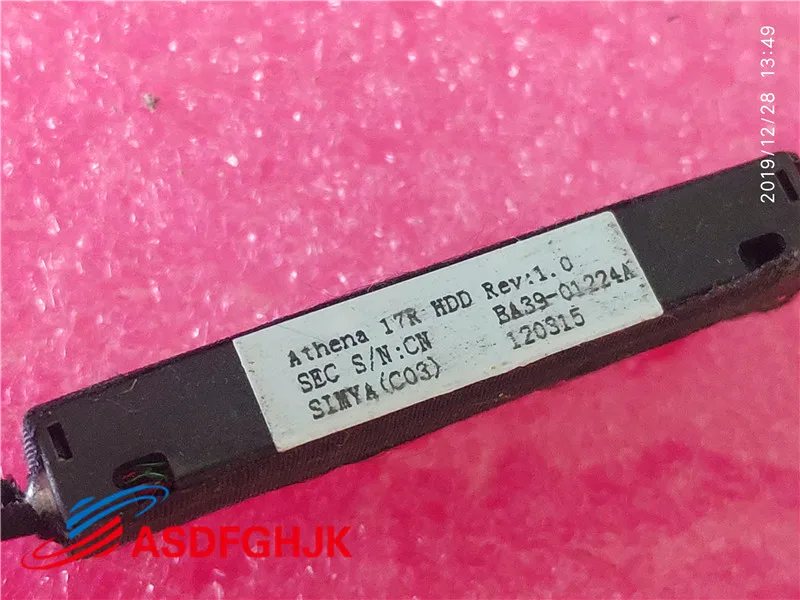 2019/12/28 13:49
Athena 17R HDD Rev:1.0
SEC S/N:CN BA39-01224A
SIMYA(C03) 120315
ASDFGHJK